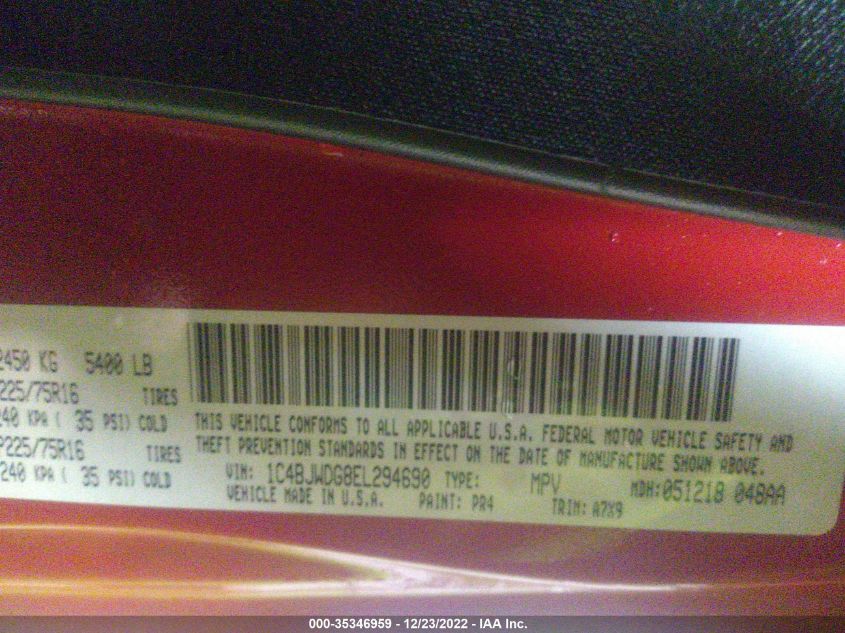 2450 KG 5400 LB
P225/75R16 TIRES
240 KPA ( 35 PSI) COLD
P225/75R16 TIRES
240 KPA ( 35 PSI) COLD
THIS VEHICLE CONFORMS TO ALL APPLICABLE U.S.A. FEDERAL MOTOR VEHICLE SAFETY AND
THEFT PREVENTION STANDARDS IN EFFECT ON THE DATE OF MANUFACTURE SHOWN ABOVE.
VIN: 1C4BJWDG8EL294690 TYPE: MPV MDH:051218 048AA
VEHICLE MADE IN U.S.A. PAINT: PR4 TRIM: A7X9
000-35346959 - 12/23/2022 - IAA Inc.